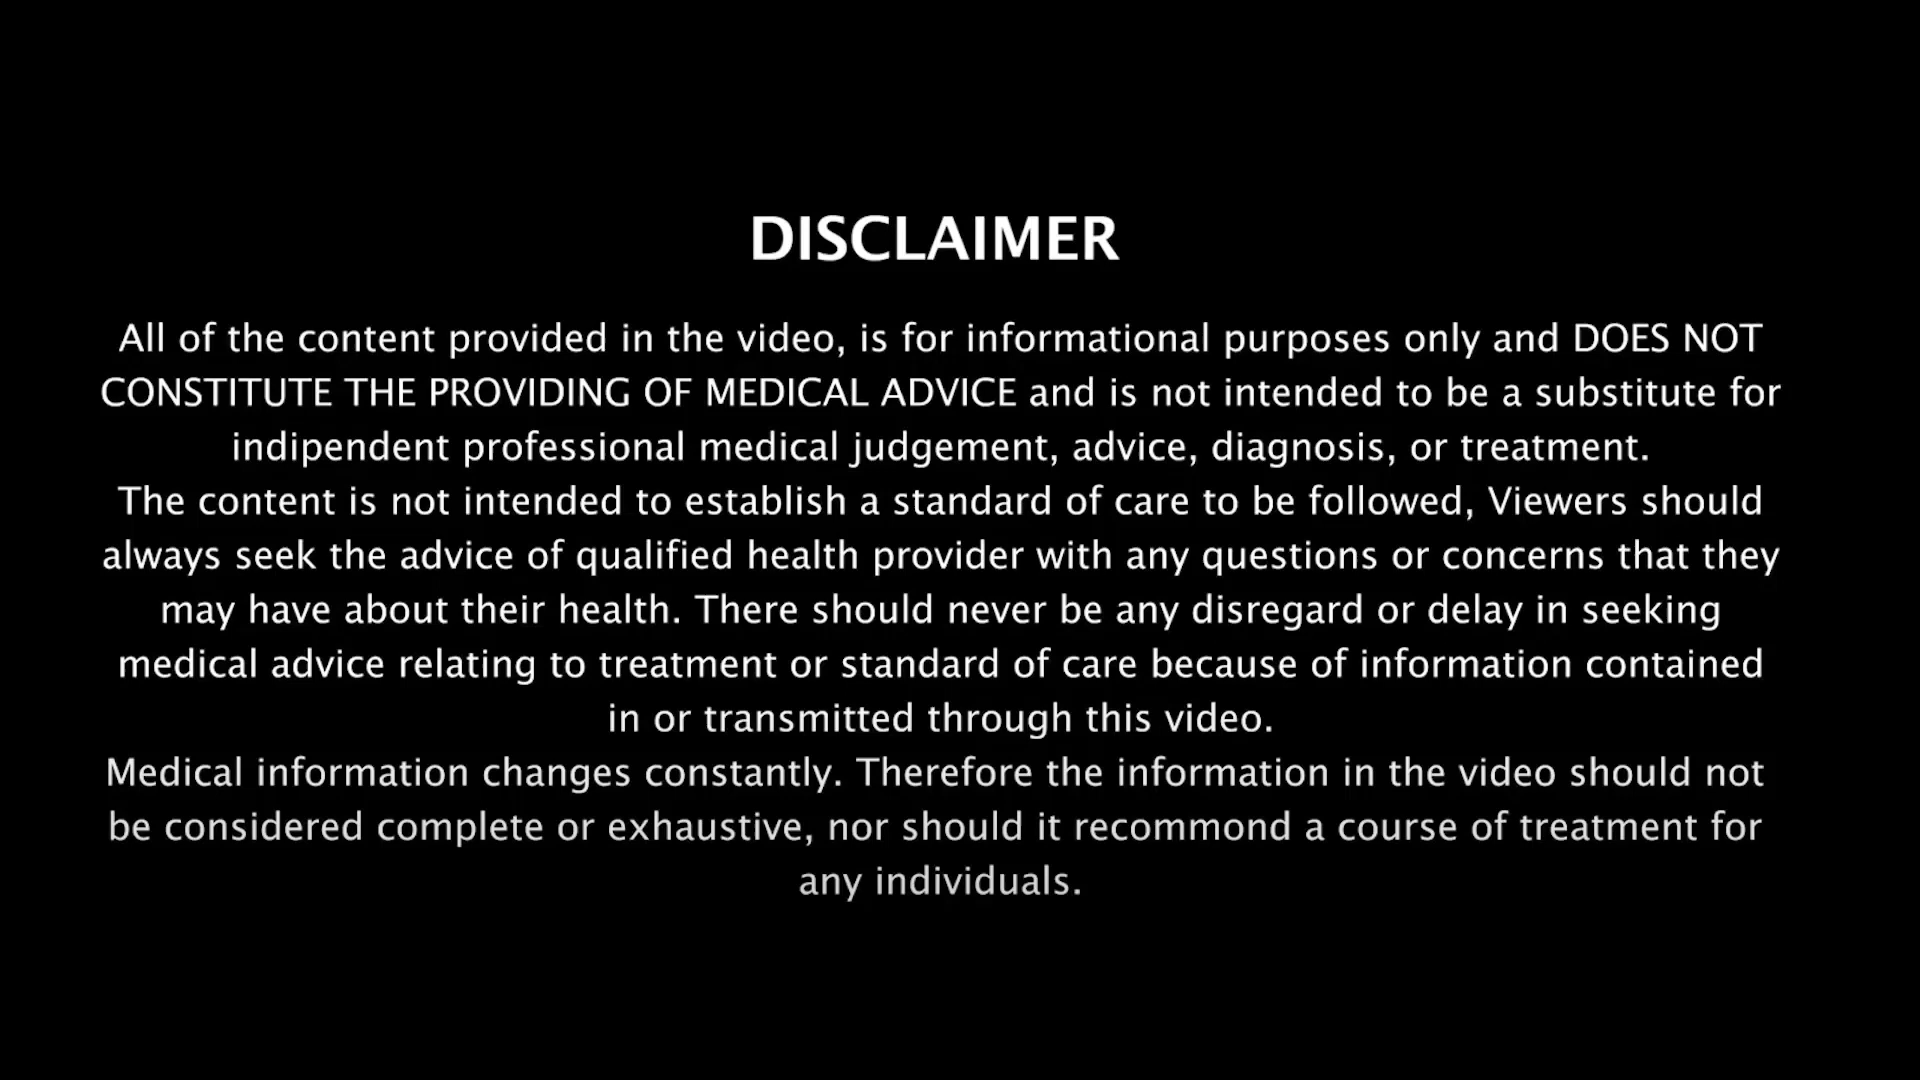 DISCLAIMER
All of the content provided in the video, is for informational purposes only and DOES NOT
CONSTITUTE THE PROVIDING OF MEDICAL ADVICE and is not intended to be a substitute for
indipendent professional medical judgement, advice, diagnosis, or treatment.
The content is not intended to establish a standard of care to be followed, Viewers should
always seek the advice of qualified health provider with any questions or concerns that they
may have about their health. There should never be any disregard or delay in seeking
medical advice relating to treatment or standard of care because of information contained
in or transmitted through this video.
Medical information changes constantly. Therefore the information in the video should not
be considered complete or exhaustive, nor should it recommond a course of treatment for
any individuals.